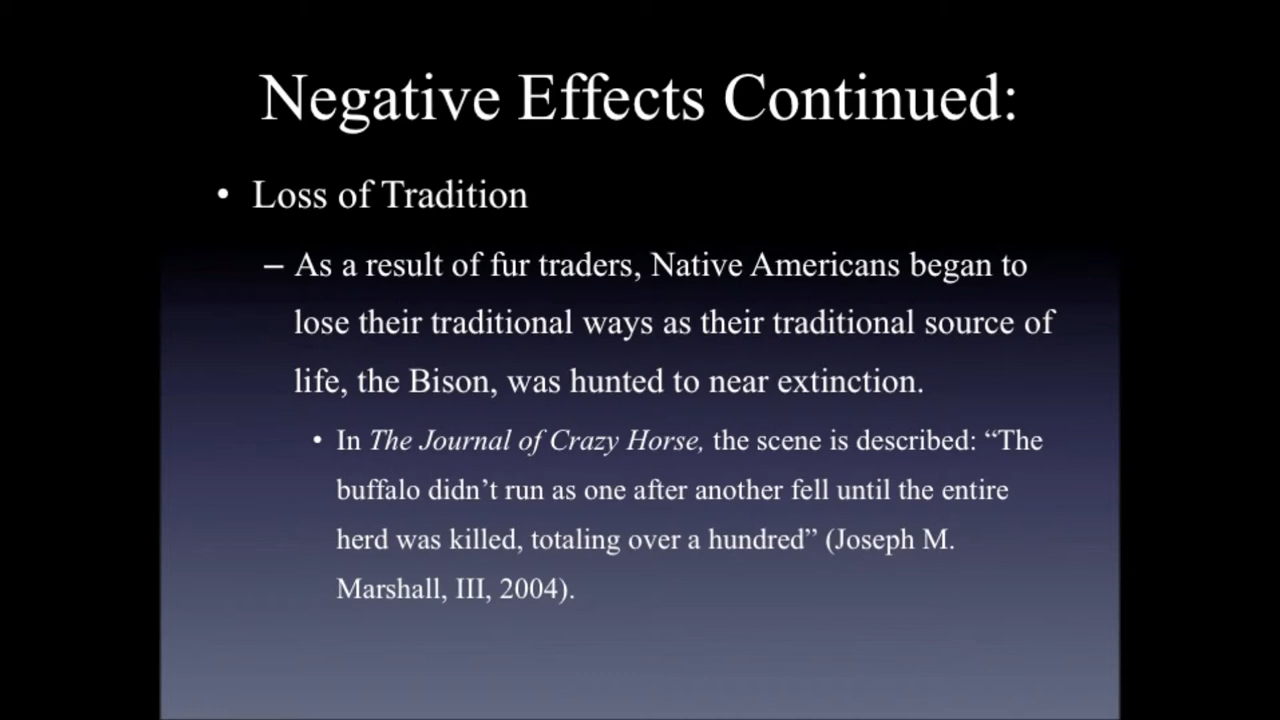 Negative Effects Continued:
• Loss of Tradition
– As a result of fur traders, Native Americans began to
lose their traditional ways as their traditional source of
life, the Bison, was hunted to near extinction.
• In The Journal of Crazy Horse, the scene is described: “The
buffalo didn’t run as one after another fell until the entire
herd was killed, totaling over a hundred” (Joseph M.
Marshall, III, 2004).